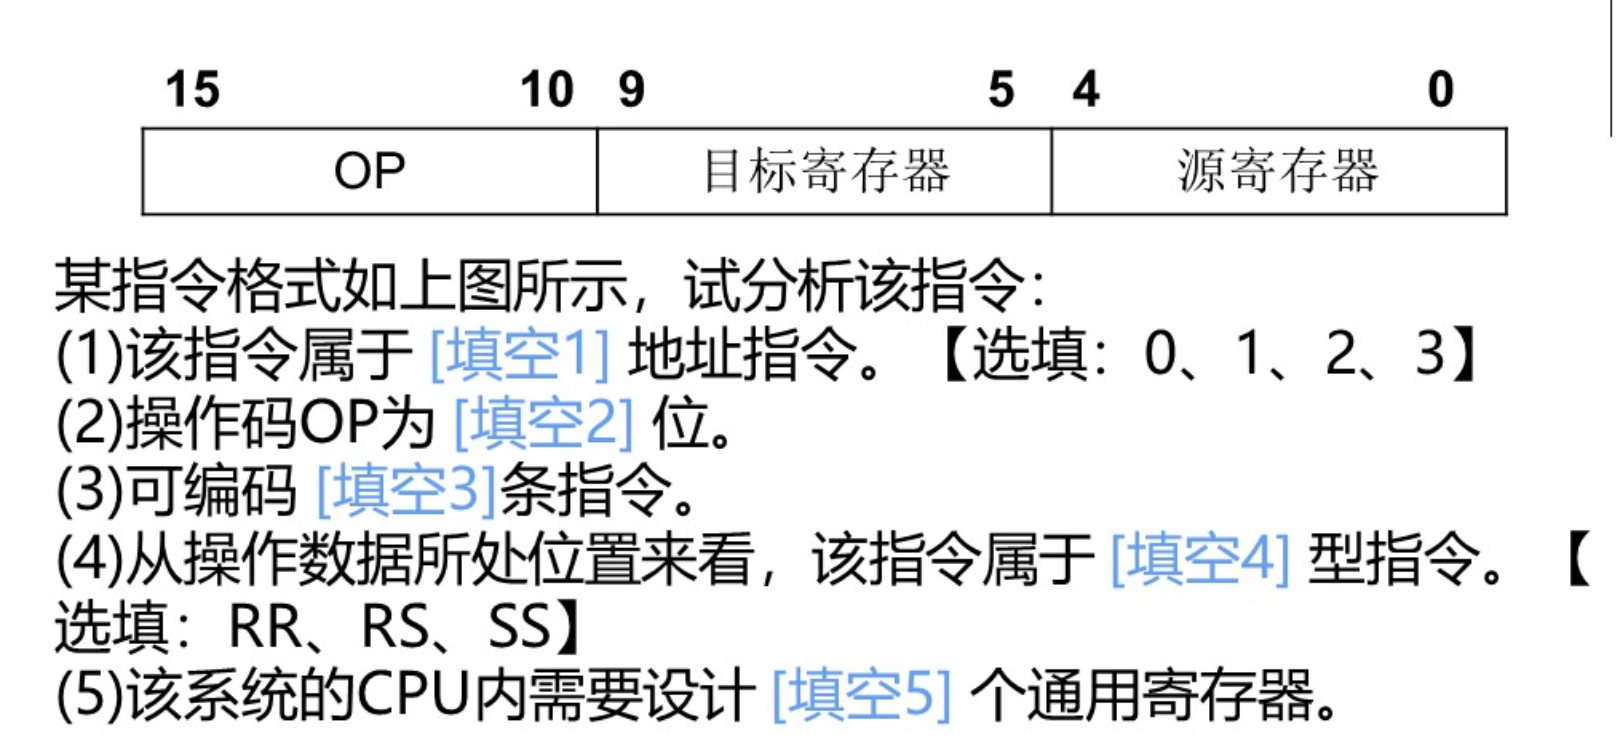 15 10 9 5 4 0
OP 目标寄存器 源寄存器
某指令格式如上图所示，试分析该指令：
(1)该指令属于 [填空1] 地址指令。【选填：0、1、2、3】
(2)操作码OP为 [填空2] 位。
(3)可编码 [填空3]条指令。
(4)从操作数据所处位置来看，该指令属于 [填空4] 型指令。【
选填：RR、RS、SS】
(5)该系统的CPU内需要设计 [填空5] 个通用寄存器。